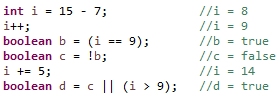 int i = 15 - 7;          //i = 8
i++;                     //i = 9
boolean b = (i == 9);    //b = true
boolean c = !b;          //c = false
i += 5;                  //i = 14
boolean d = c || (i > 9);   //d = true